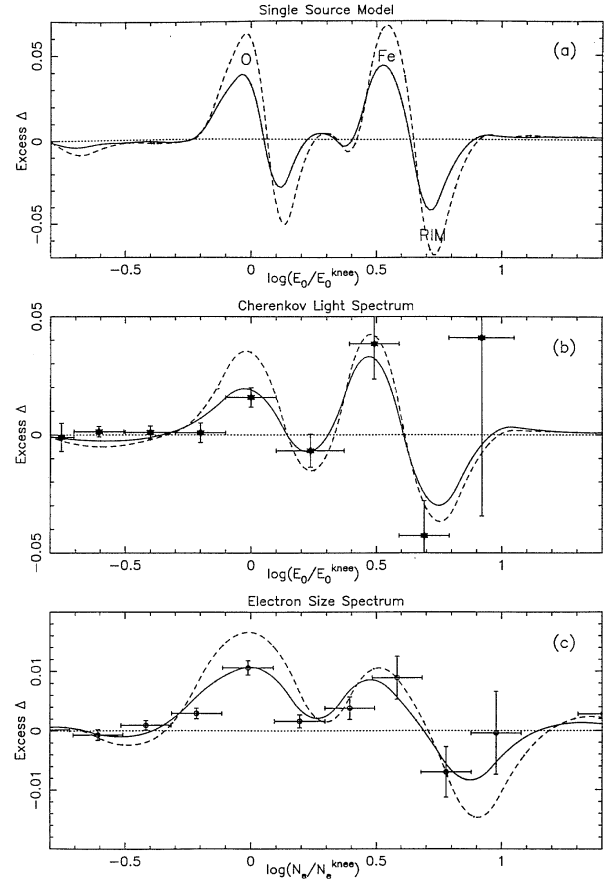 Single Source Model
(a)
O
Fe
RIM
0.05
0
−0.05
Excess Δ
−0.5
0
0.5
1
log(E₀/E₀ᵏⁿᵉᵉ)
Cherenkov Light Spectrum
(b)
0.05
0
−0.05
Excess Δ
−0.5
0
0.5
1
log(E₀/E₀ᵏⁿᵉᵉ)
Electron Size Spectrum
(c)
0.01
0
−0.01
Excess Δ
−0.5
0
0.5
1
log(Nₑ/Nₑᵏⁿᵉᵉ)